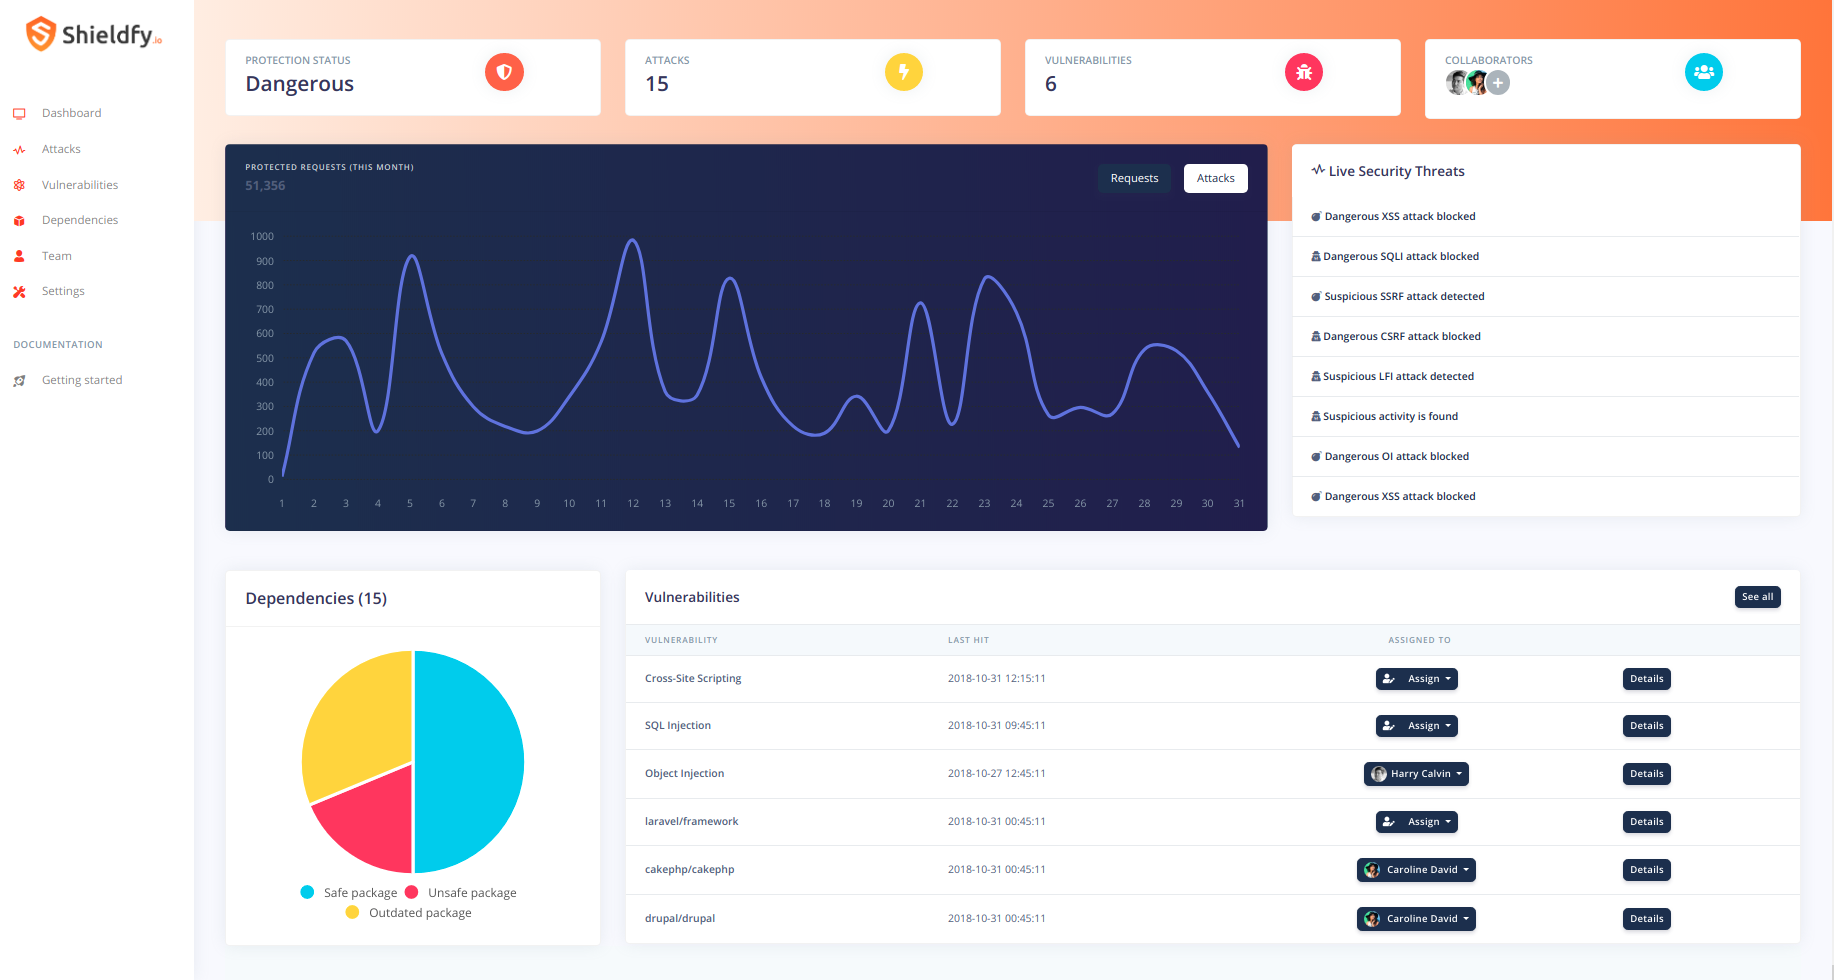 Shieldfy.io
Dashboard
Attacks
Vulnerabilities
Dependencies
Team
Settings
DOCUMENTATION
Getting started
PROTECTION STATUS
Dangerous
ATTACKS
15
VULNERABILITIES
6
COLLABORATORS
+
PROTECTED REQUESTS (THIS MONTH)
51,356
Requests
Attacks
1000
900
800
700
600
500
400
300
200
100
0
1 2 3 4 5 6 7 8 9 10 11 12 13 14 15 16 17 18 19 20 21 22 23 24 25 26 27 28 29 30 31
Live Security Threats
Dangerous XSS attack blocked
Dangerous SQLI attack blocked
Suspicious SSRF attack detected
Dangerous CSRF attack blocked
Suspicious LFI attack detected
Suspicious activity is found
Dangerous OI attack blocked
Dangerous XSS attack blocked
Dependencies (15)
Safe package Unsafe package
Outdated package
Vulnerabilities
See all
VULNERABILITY LAST HIT ASSIGNED TO
Cross-Site Scripting 2018-10-31 12:15:11 Assign Details
SQL Injection 2018-10-31 09:45:11 Assign Details
Object Injection 2018-10-27 12:45:11 Harry Calvin Details
laravel/framework 2018-10-31 00:45:11 Assign Details
cakephp/cakephp 2018-10-31 00:45:11 Caroline David Details
drupal/drupal 2018-10-31 00:45:11 Caroline David Details